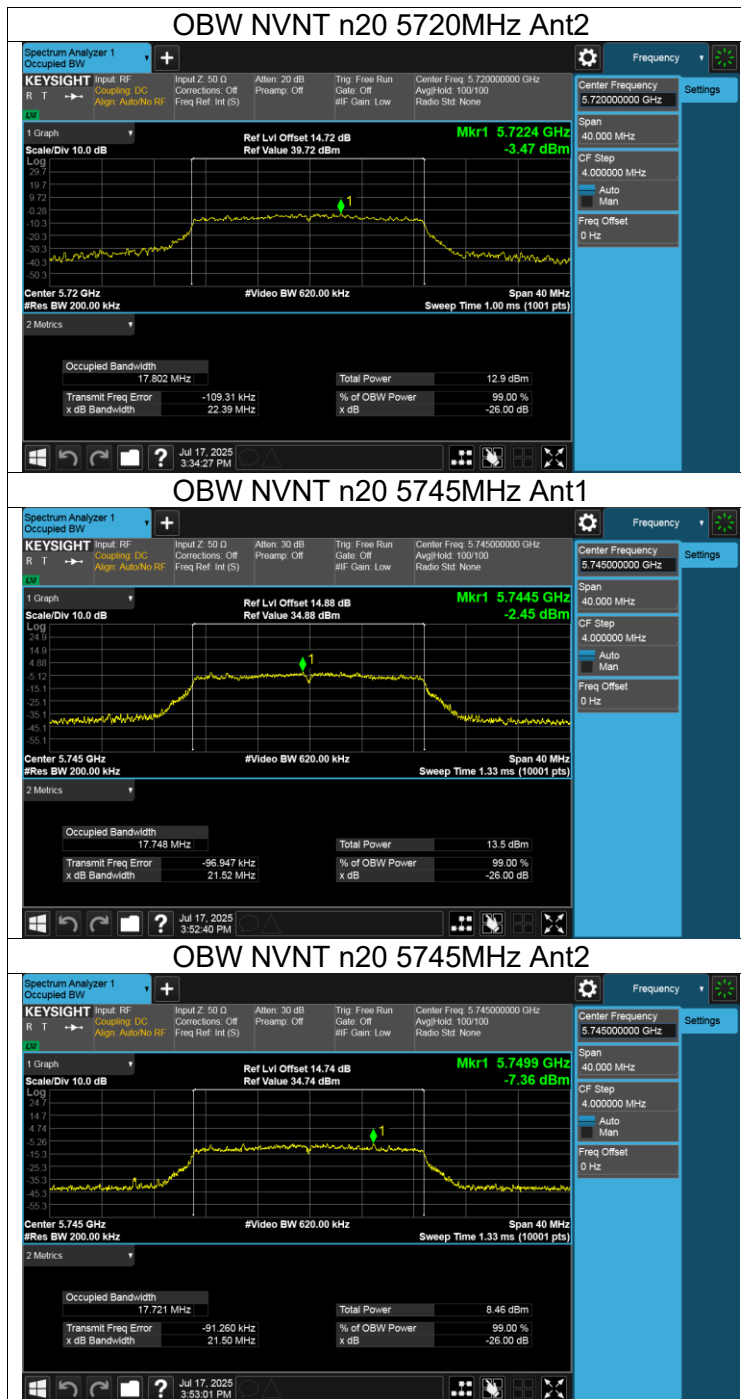 OBW NVNT n20 5720MHz Ant2
Spectrum Analyzer 1
Occupied BW
+
Frequency
KEYSIGHT
R T
LXI
Input: RF
Coupling: DC
Align: Auto/No RF
Input Z: 50 Ω
Corrections: Off
Freq Ref: Int (S)
Atten: 20 dB
Preamp: Off
Trig: Free Run
Gate: Off
#IF Gain: Low
Center Freq: 5.720000000 GHz
Avg|Hold: 100/100
Radio Std: None
Center Frequency
5.720000000 GHz
Settings
Span
40.000 MHz
CF Step
4.000000 MHz
Auto
Man
Freq Offset
0 Hz
1 Graph
Scale/Div 10.0 dB
Ref Lvl Offset 14.72 dB
Ref Value 39.72 dBm
Mkr1 5.7224 GHz
-3.47 dBm
Log
29.7
19.7
9.72
-0.28
-10.3
-20.3
-30.3
-40.3
-50.3
1
Center 5.72 GHz
#Res BW 200.00 kHz
#Video BW 620.00 kHz
Span 40 MHz
Sweep Time 1.00 ms (1001 pts)
2 Metrics
Occupied Bandwidth
17.802 MHz
Total Power 12.9 dBm
Transmit Freq Error -109.31 kHz
% of OBW Power 99.00 %
x dB Bandwidth 22.39 MHz
x dB -26.00 dB
?
Jul 17, 2025
3:34:27 PM
OBW NVNT n20 5745MHz Ant1
Spectrum Analyzer 1
Occupied BW
+
Frequency
KEYSIGHT
R T
LXI
Input: RF
Coupling: DC
Align: Auto/No RF
Input Z: 50 Ω
Corrections: Off
Freq Ref: Int (S)
Atten: 30 dB
Preamp: Off
Trig: Free Run
Gate: Off
#IF Gain: Low
Center Freq: 5.745000000 GHz
Avg|Hold: 100/100
Radio Std: None
Center Frequency
5.745000000 GHz
Settings
Span
40.000 MHz
CF Step
4.000000 MHz
Auto
Man
Freq Offset
0 Hz
1 Graph
Scale/Div 10.0 dB
Ref Lvl Offset 14.88 dB
Ref Value 34.88 dBm
Mkr1 5.7445 GHz
-2.45 dBm
Log
24.9
14.9
4.88
-5.12
-15.1
-25.1
-35.1
-45.1
-55.1
1
Center 5.745 GHz
#Res BW 200.00 kHz
#Video BW 620.00 kHz
Span 40 MHz
Sweep Time 1.33 ms (10001 pts)
2 Metrics
Occupied Bandwidth
17.748 MHz
Total Power 13.5 dBm
Transmit Freq Error -96.947 kHz
% of OBW Power 99.00 %
x dB Bandwidth 21.52 MHz
x dB -26.00 dB
?
Jul 17, 2025
3:52:40 PM
OBW NVNT n20 5745MHz Ant2
Spectrum Analyzer 1
Occupied BW
+
Frequency
KEYSIGHT
R T
LXI
Input: RF
Coupling: DC
Align: Auto/No RF
Input Z: 50 Ω
Corrections: Off
Freq Ref: Int (S)
Atten: 30 dB
Preamp: Off
Trig: Free Run
Gate: Off
#IF Gain: Low
Center Freq: 5.745000000 GHz
Avg|Hold: 100/100
Radio Std: None
Center Frequency
5.745000000 GHz
Settings
Span
40.000 MHz
CF Step
4.000000 MHz
Auto
Man
Freq Offset
0 Hz
1 Graph
Scale/Div 10.0 dB
Ref Lvl Offset 14.74 dB
Ref Value 34.74 dBm
Mkr1 5.7499 GHz
-7.36 dBm
Log
24.7
14.7
4.74
-5.26
-15.3
-25.3
-35.3
-45.3
-55.3
1
Center 5.745 GHz
#Res BW 200.00 kHz
#Video BW 620.00 kHz
Span 40 MHz
Sweep Time 1.33 ms (10001 pts)
2 Metrics
Occupied Bandwidth
17.721 MHz
Total Power 8.46 dBm
Transmit Freq Error -91.260 kHz
% of OBW Power 99.00 %
x dB Bandwidth 21.50 MHz
x dB -26.00 dB
?
Jul 17, 2025
3:53:01 PM